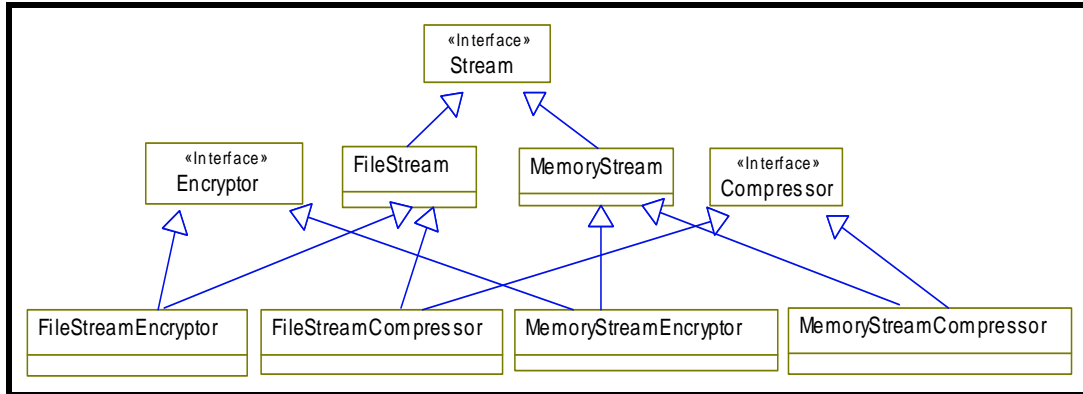 «Interface»
Stream
«Interface»
Encryptor
FileStream
MemoryStream
«Interface»
Compressor
FileStreamEncryptor
FileStreamCompressor
MemoryStreamEncryptor
MemoryStreamCompressor